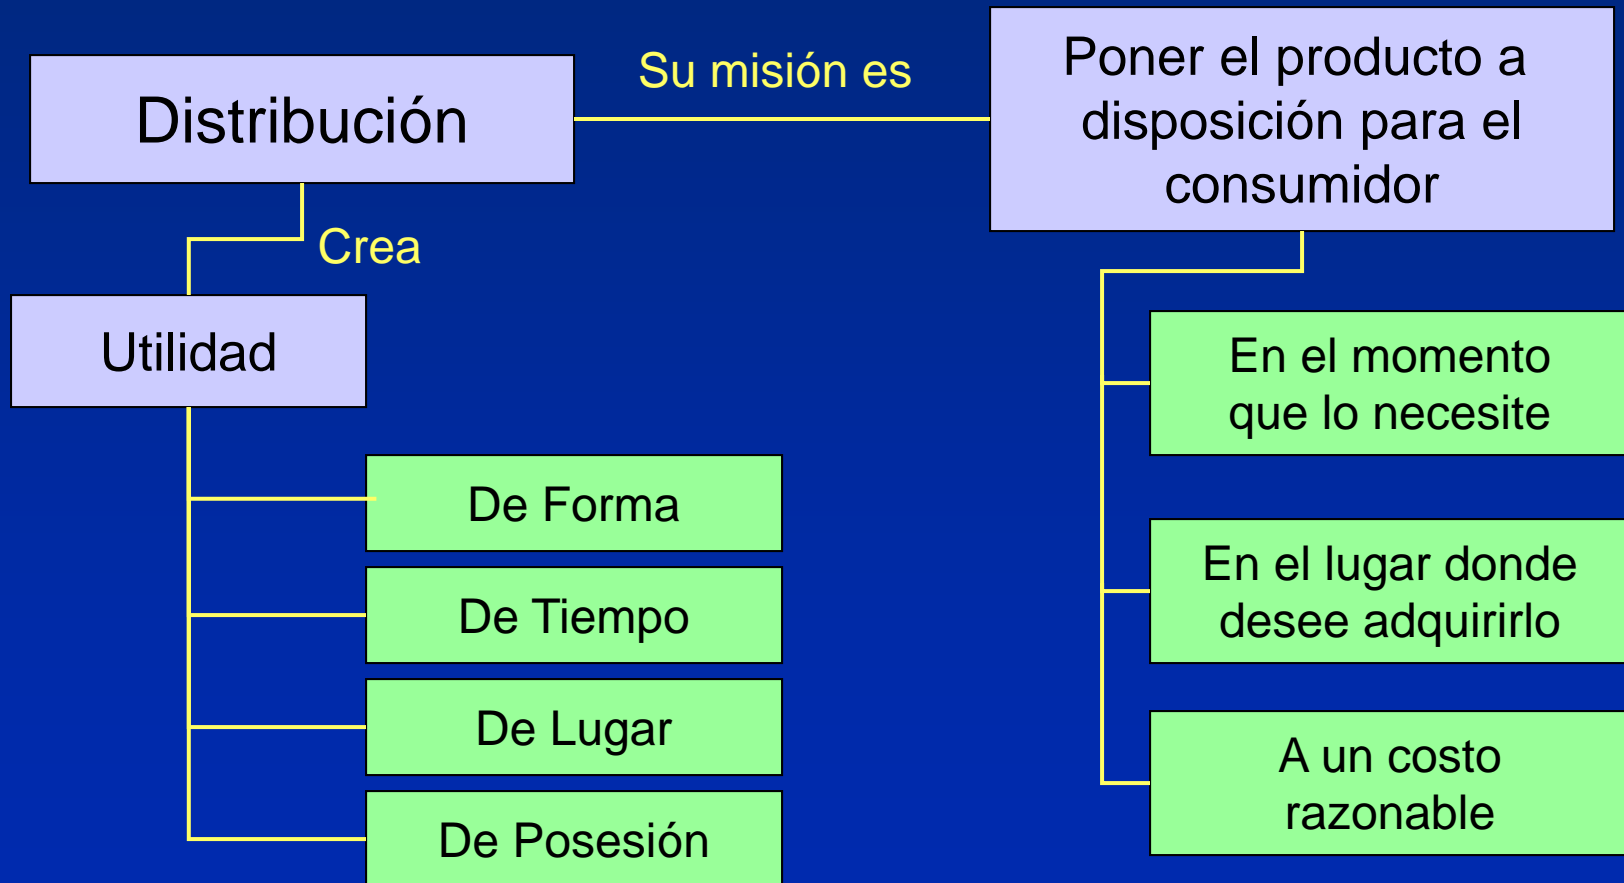 Distribución
Su misión es
Poner el producto a
disposición para el
consumidor
Crea
Utilidad
De Forma
De Tiempo
De Lugar
De Posesión
En el momento
que lo necesite
En el lugar donde
desee adquirirlo
A un costo
razonable